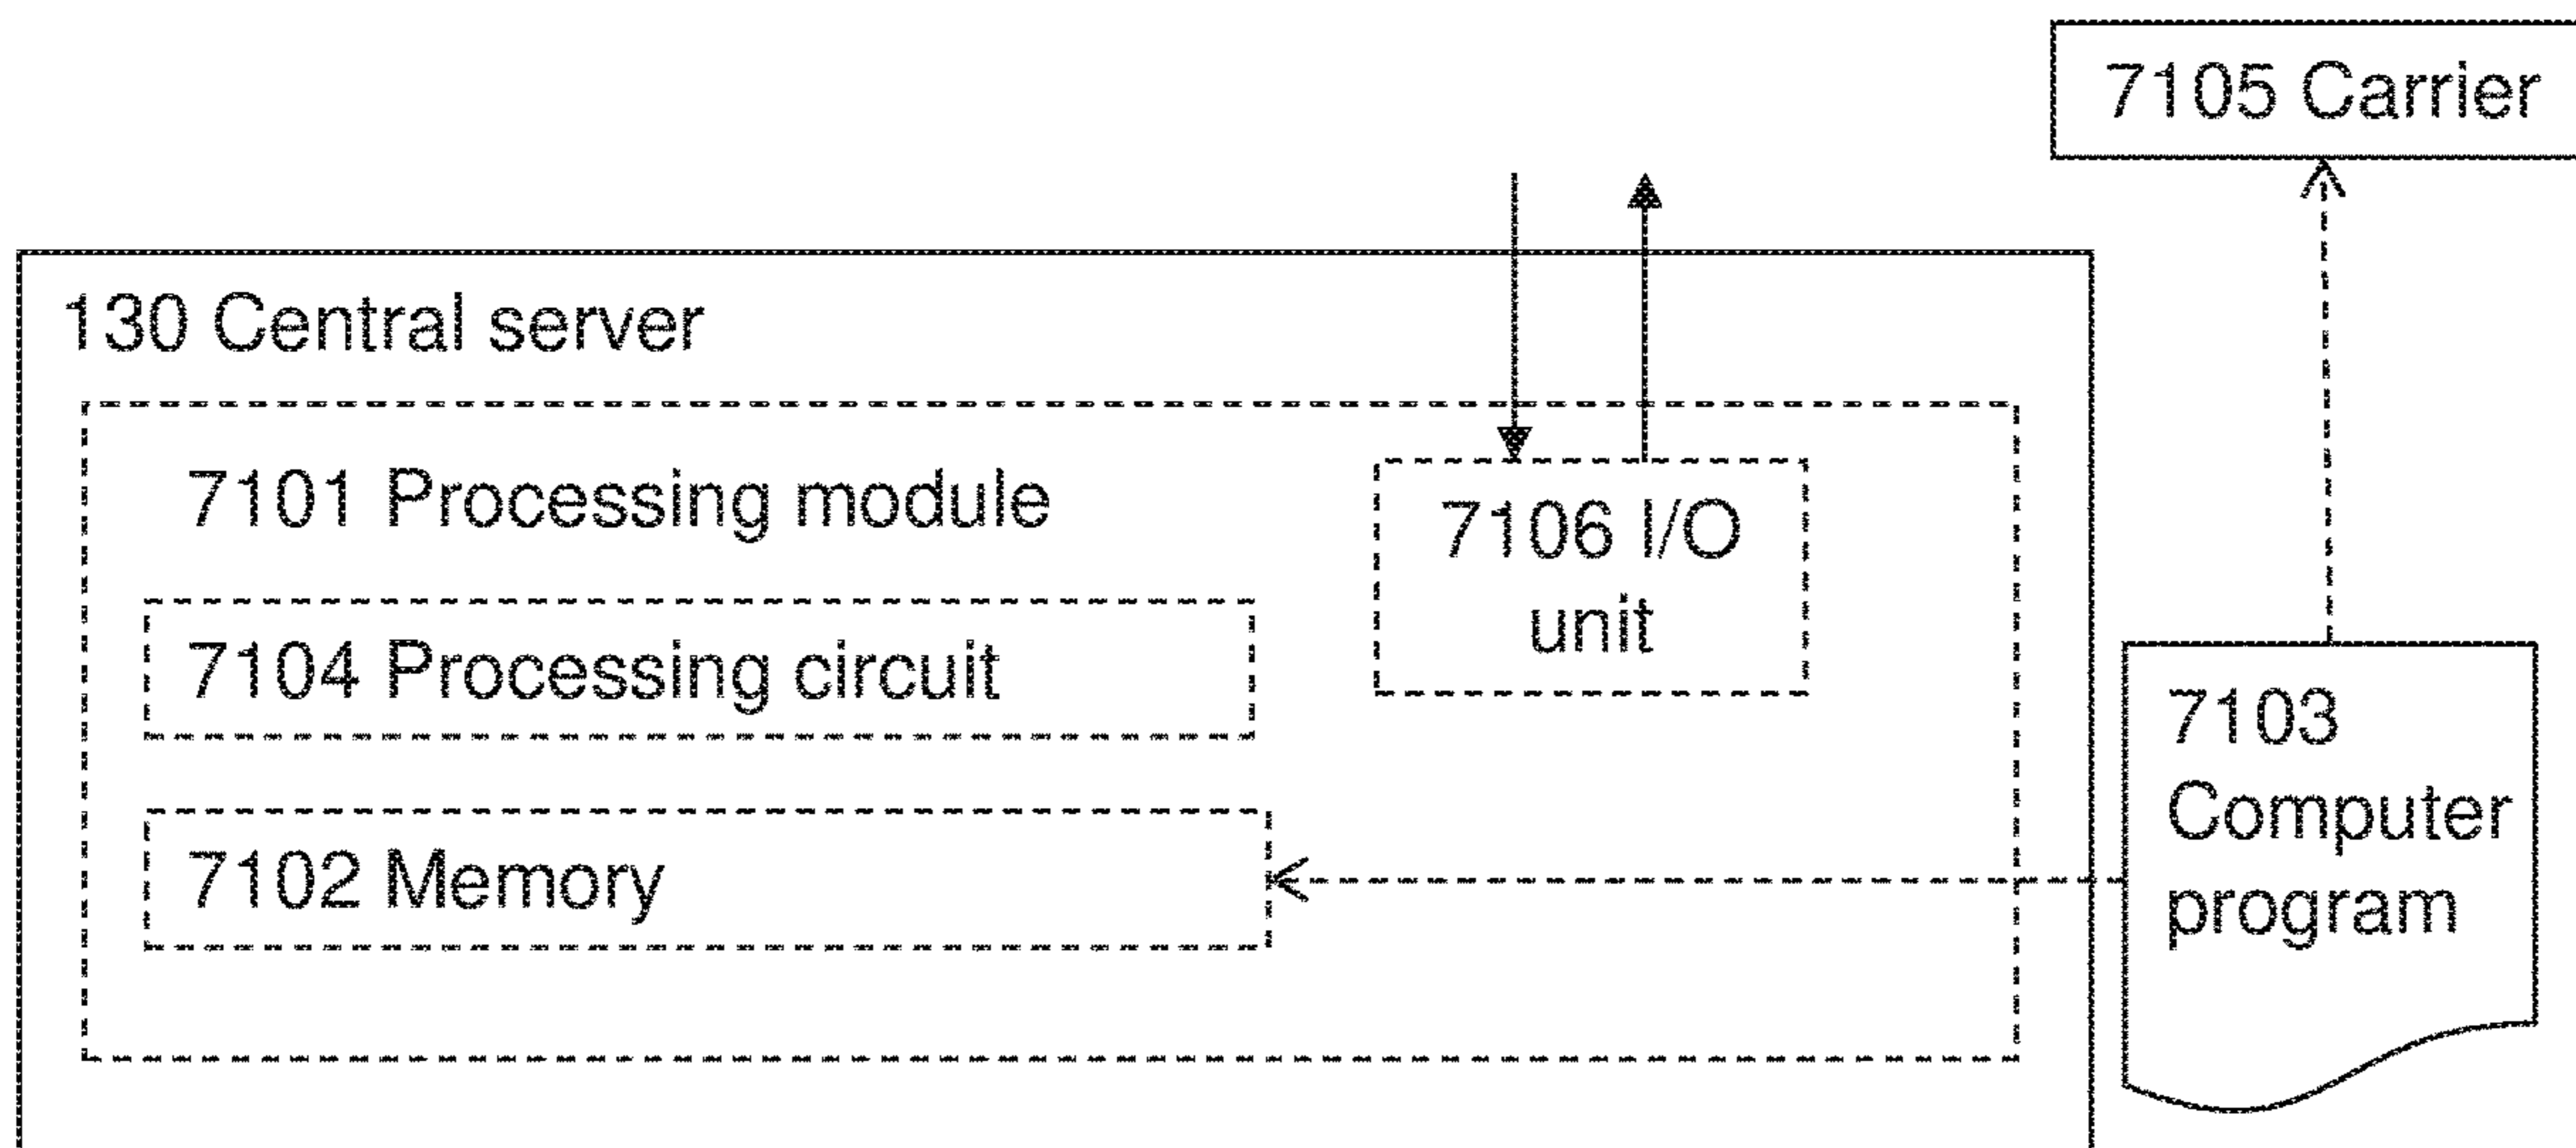 7105 Carrier
130 Central server
7101 Processing module
7106 I/O
unit
7104 Processing circuit
7102 Memory
7103
Computer
program